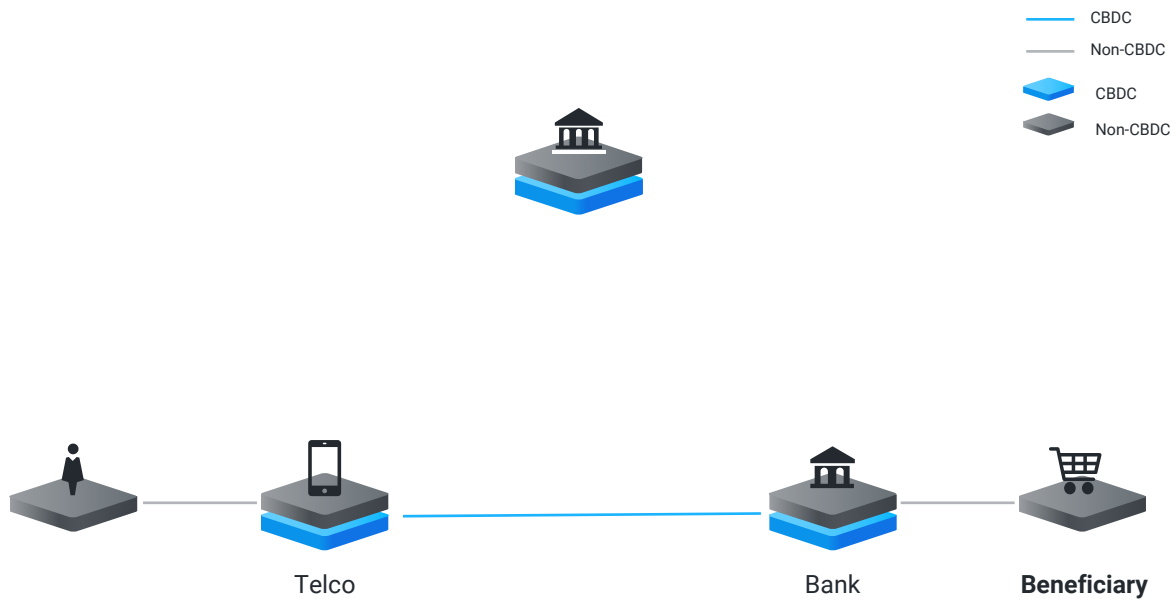 CBDC
Non-CBDC
CBDC
Non-CBDC
Telco
Bank
Beneficiary